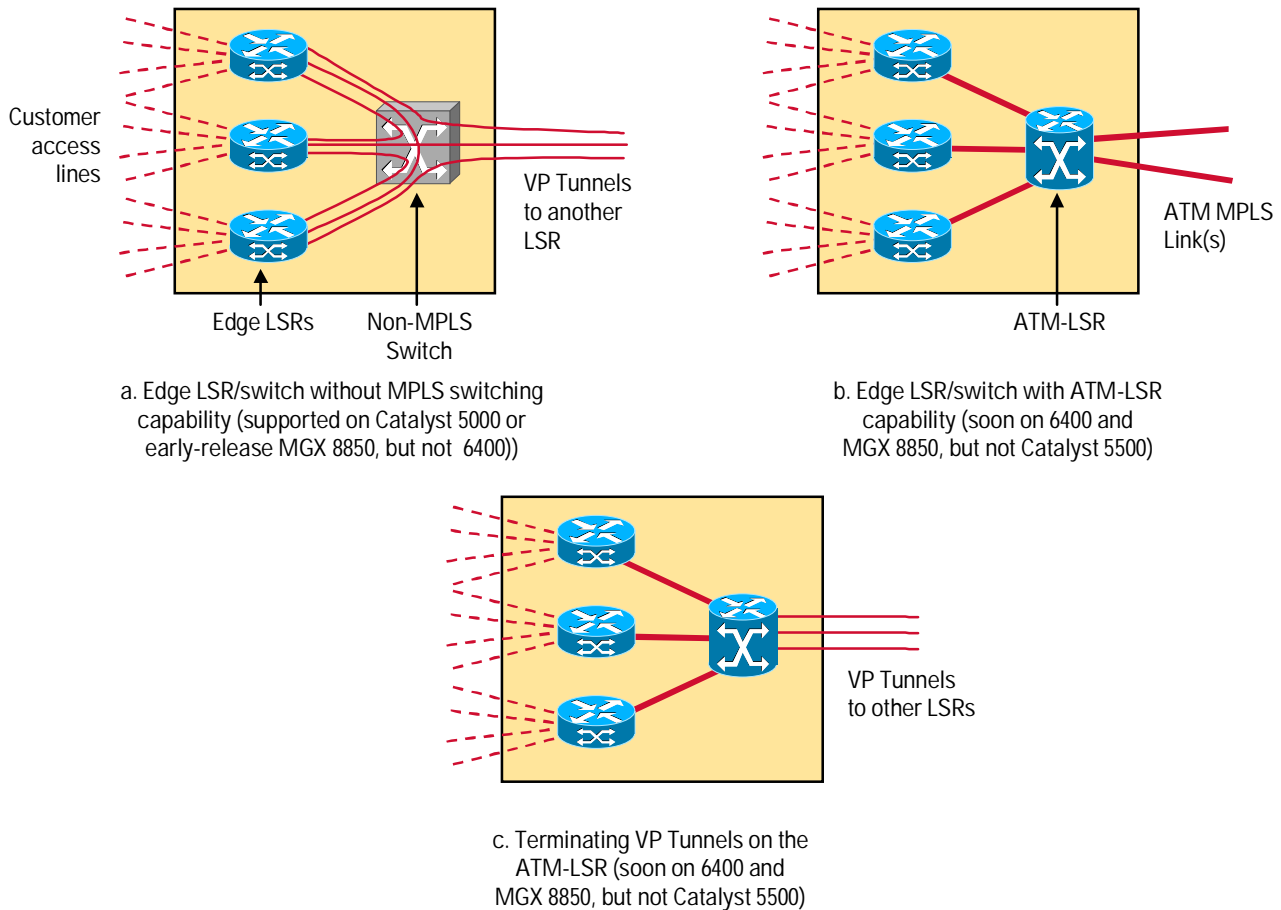 Customer
access
lines
VP Tunnels
to another
LSR
Edge LSRs
Non-MPLS
Switch
a. Edge LSR/switch without MPLS switching
capability (supported on Catalyst 5000 or
early-release MGX 8850, but not 6400))
ATM MPLS
Link(s)
ATM-LSR
b. Edge LSR/switch with ATM-LSR
capability (soon on 6400 and
MGX 8850, but not Catalyst 5500)
VP Tunnels
to other LSRs
c. Terminating VP Tunnels on the
ATM-LSR (soon on 6400 and
MGX 8850, but not Catalyst 5500)